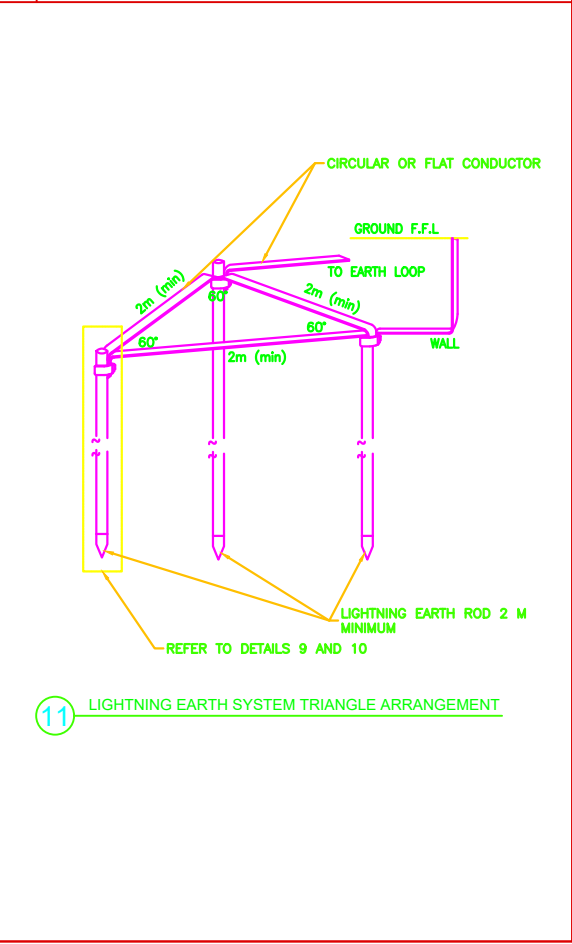 CIRCULAR OR FLAT CONDUCTOR
GROUND F.F.L
TO EARTH LOOP
2m (min)
60°
2m (min)
60°
60°
2m (min)
WALL
LIGHTNING EARTH ROD 2 M
MINIMUM
REFER TO DETAILS 9 AND 10
11
LIGHTNING EARTH SYSTEM TRIANGLE ARRANGEMENT